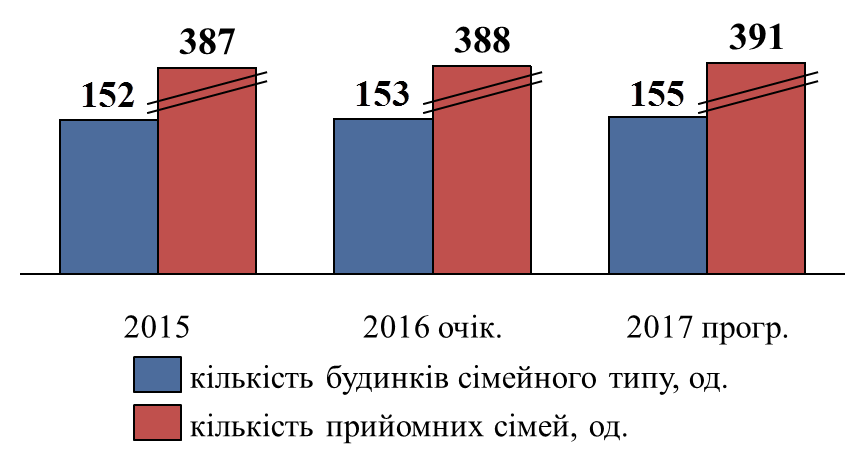 387
388
391
152
153
155
2015
2016 очік.
2017 прогр.
кількість будинків сімейного типу, од.
кількість прийомних сімей, од.